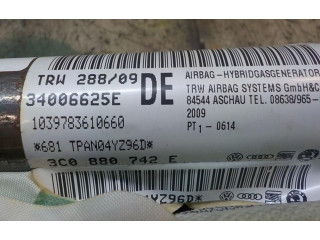 TRW 288/09 DE
34006625E
1039783610660
*681 TPAN04YZ96D*
3C0 880 742 E
AIRBAG-HYBRIDGASGENERATOR
TRW AIRBAG SYSTEMS GmbH&C
84544 ASCHAU TEL. 08638/965-
2009
PT1-0614
YZ96D*